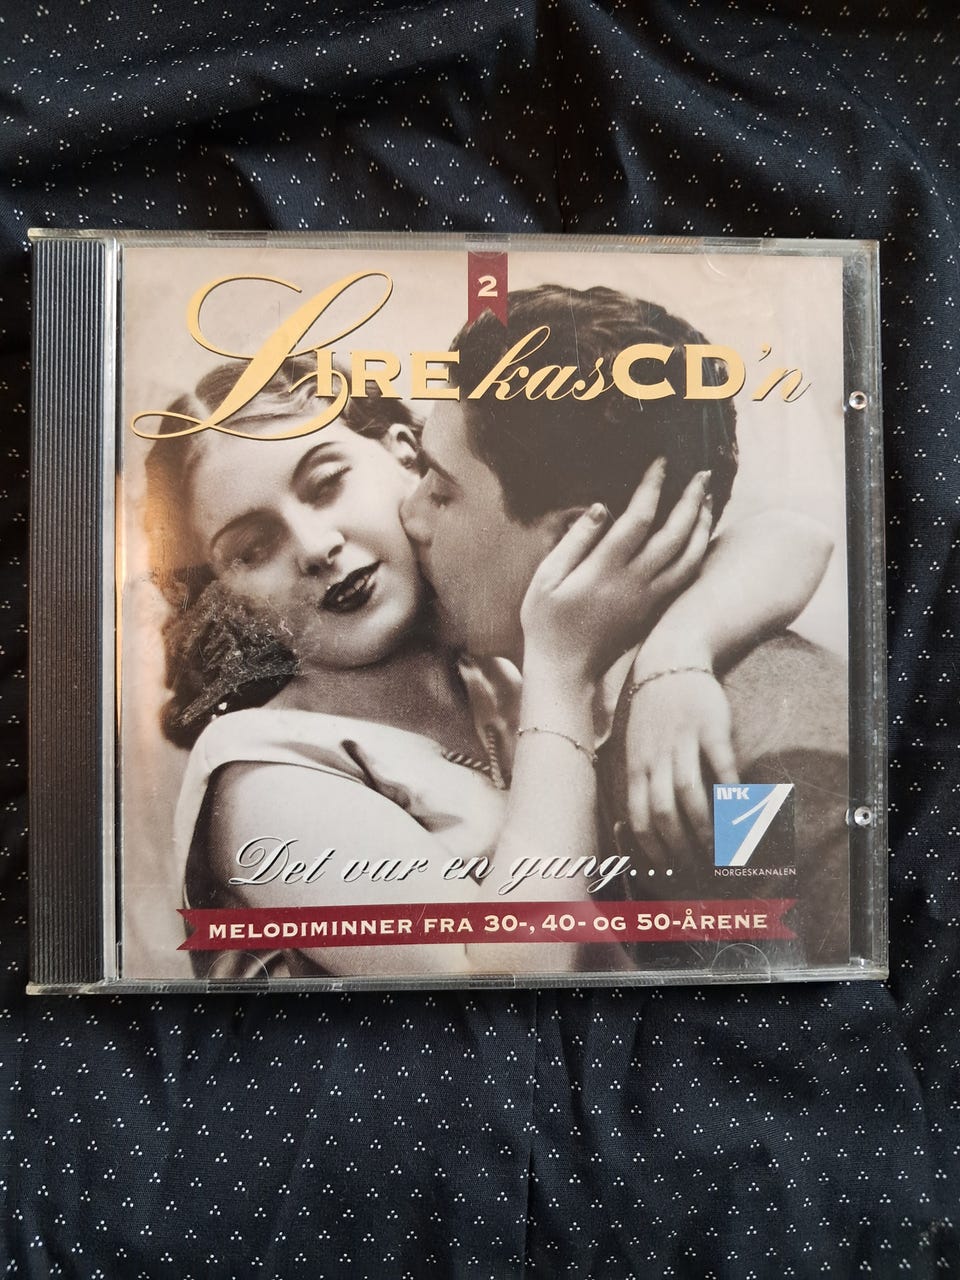 2
LIREkasCD'n
NRK
1
NORGESKANALEN
Det var en gang...
MELODIMINNER FRA 30-, 40- OG 50-ÅRENE